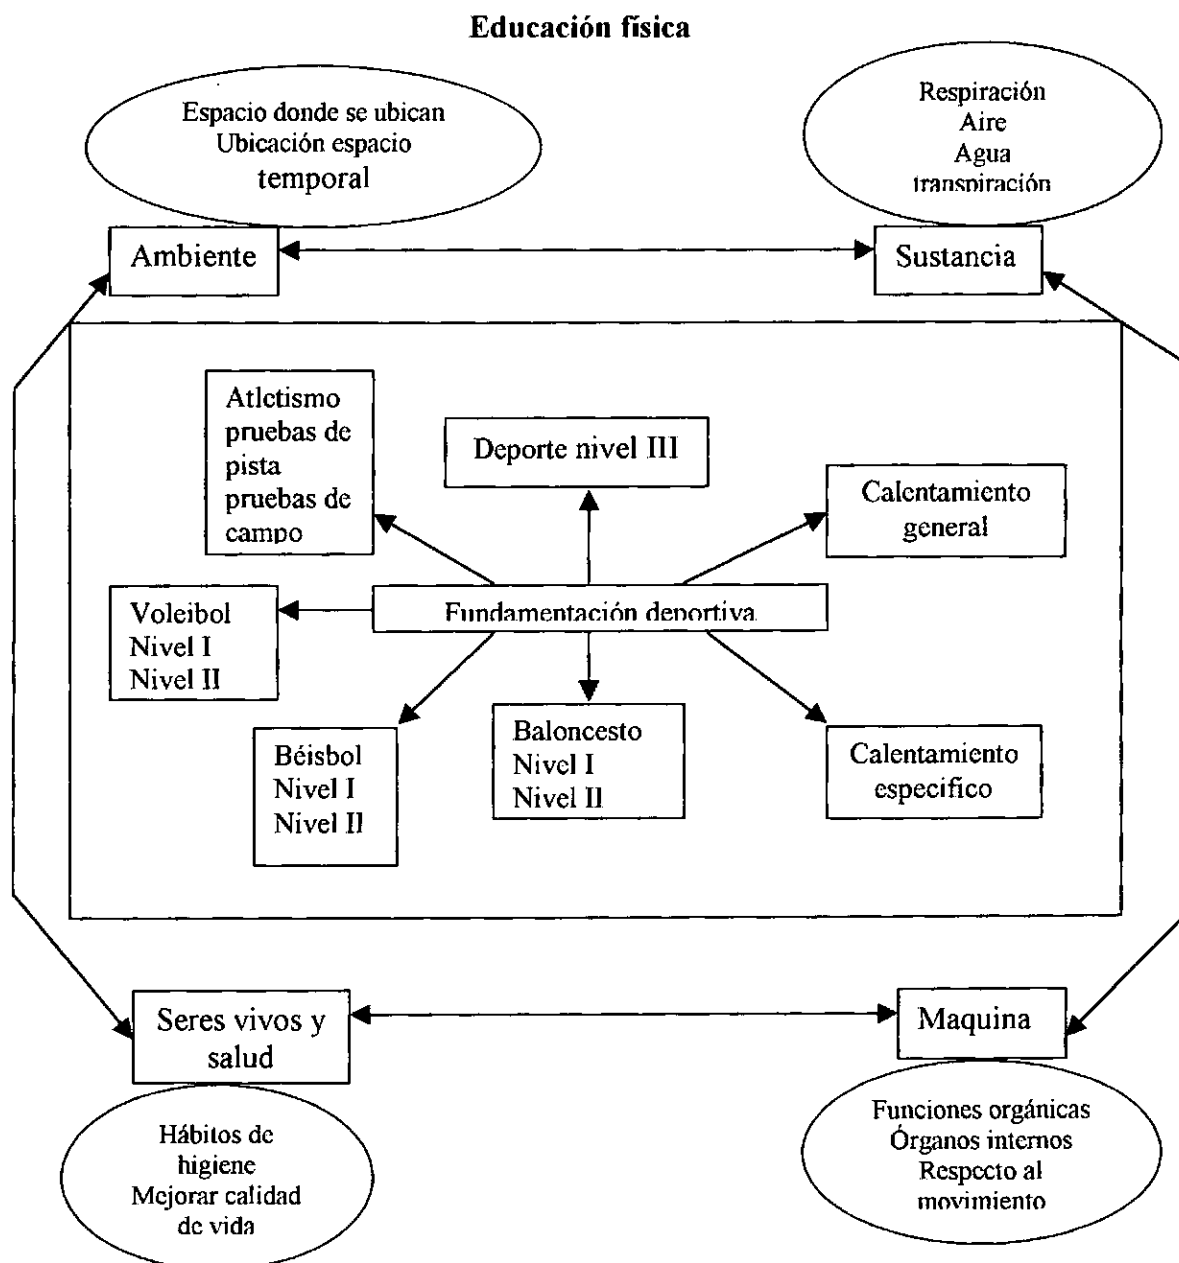 Educación física
Espacio donde se ubican
Ubicación espacio
temporal
Respiración
Aire
Agua
transpiración
Ambiente
Sustancia
Atletismo
pruebas de
pista
pruebas de
campo
Deporte nivel III
Calentamiento
general
Voleibol
Nivel I
Nivel II
Fundamentación deportiva
Béisbol
Nivel I
Nivel II
Baloncesto
Nivel I
Nivel II
Calentamiento
especifico
Seres vivos y
salud
Maquina
Hábitos de
higiene
Mejorar calidad
de vida
Funciones orgánicas
Órganos internos
Respecto al
movimiento